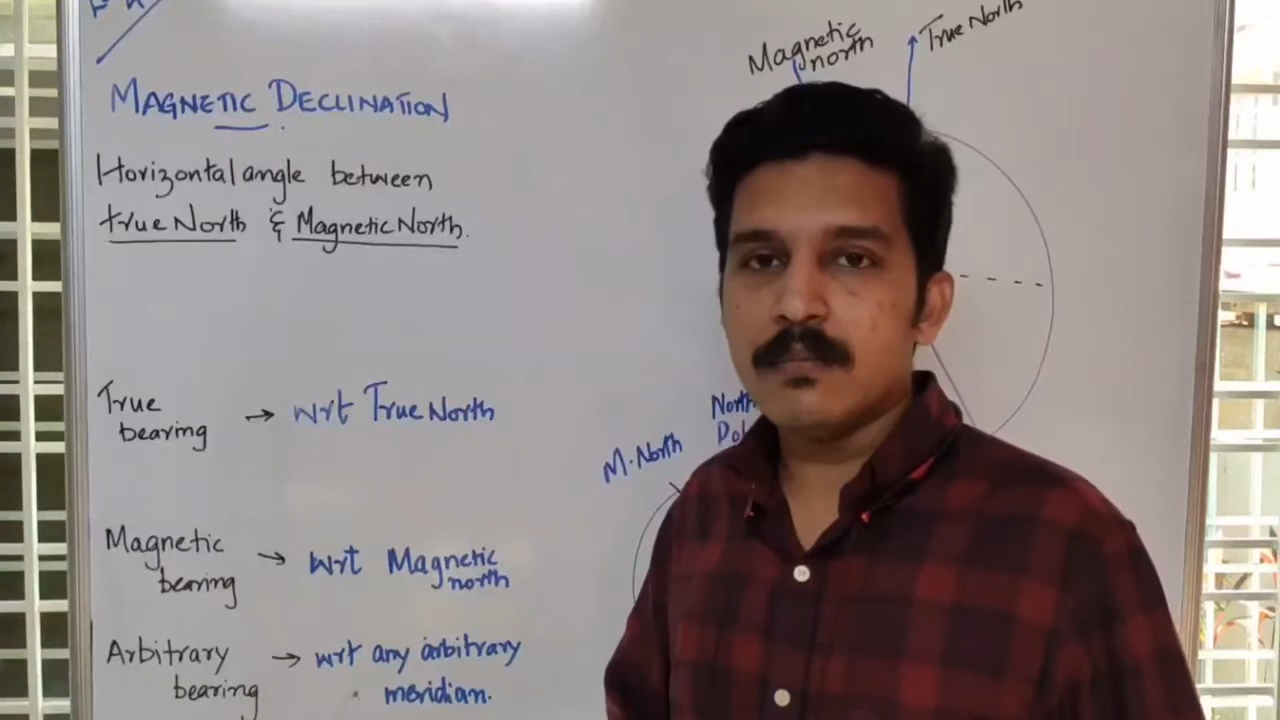 MAGNETIC DECLINATION
Horizontal angle between
true North & Magnetic North.
True
bearing → wrt True North
Magnetic
bearing → wrt Magnetic
north
Arbitrary
bearing → wrt any arbitrary
meridian.
Magnetic
north
True North
M.North
North